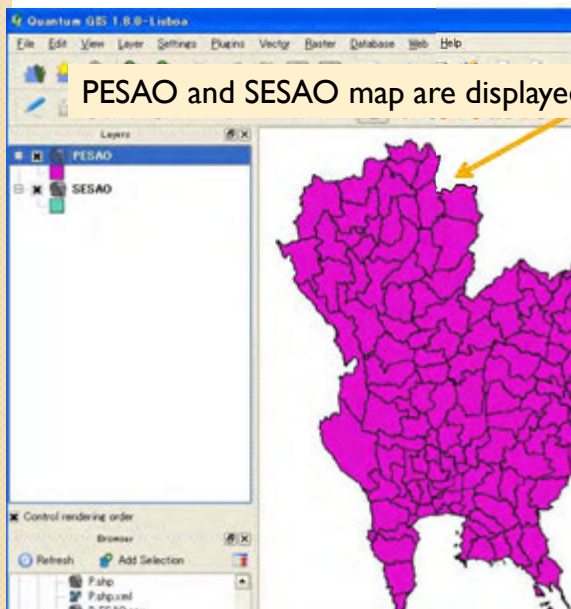 Quantum GIS 1.8.0-Lisboa
File Edit View Layer Settings Plugins Vector Raster Database Web Help
PESAO and SESAO map are displayed
Layers
PESAO
SESAO
Control rendering order
Browser
Refresh Add Selection
P.shp
P.shp.xml